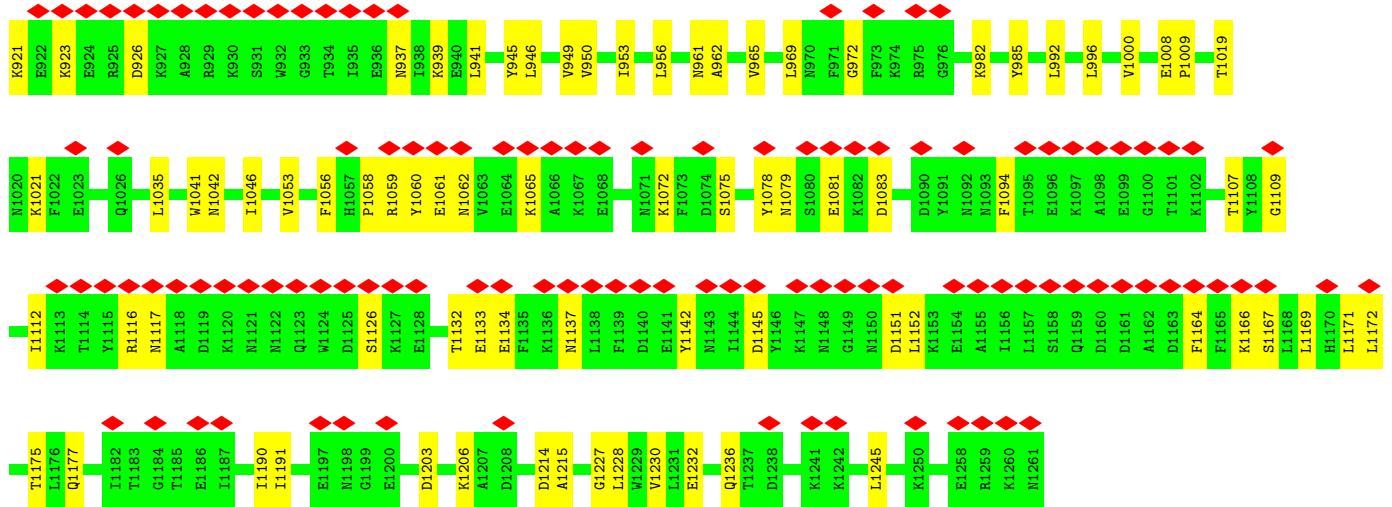 K921 E922 K923 E924 R925 D926 K927 A928 R929 K930 S931 W932 G933 T934 I935 E936 N937 I938 K939 E940 L941 Y945 L946 V949 V950 I953 L956 N961 A962 V965 L969 N970 F971 G972 F973 K974 R975 G976 K982 Y985 L992 L996 V1000 E1008 P1009 T1019
N1020 K1021 F1022 E1023 Q1026 L1035 W1041 N1042 I1046 V1053 F1056 H1057 P1058 R1059 Y1060 E1061 N1062 V1063 E1064 K1065 A1066 K1067 E1068 N1071 K1072 F1073 D1074 S1075 Y1078 N1079 S1080 E1081 K1082 D1083 D1090 Y1091 N1092 N1093 F1094 T1095 E1096 K1097 A1098 E1099 G1100 T1101 K1102 T1107 Y1108 G1109
I1112 K1113 T1114 Y1115 R1116 N1117 A1118 D1119 K1120 N1121 N1122 Q1123 W1124 D1125 S1126 K1127 E1128 T1132 E1133 E1134 F1135 K1136 N1137 L1138 F1139 D1140 E1141 Y1142 N1143 I1144 D1145 Y1146 K1147 N1148 G1149 N1150 D1151 L1152 K1153 E1154 A1155 I1156 L1157 S1158 Q1159 D1160 D1161 A1162 D1163 F1164 F1165 K1166 S1167 L1168 L1169 H1170 L1171 L1172
T1175 L1176 Q1177 I1182 T1183 G1184 T1185 E1186 I1187 I1190 I1191 E1197 N1198 G1199 E1200 D1203 K1206 A1207 D1208 D1214 A1215 G1227 L1228 W1229 V1230 L1231 E1232 Q1236 T1237 D1238 K1241 K1242 L1245 K1250 E1258 R1259 K1260 N1261